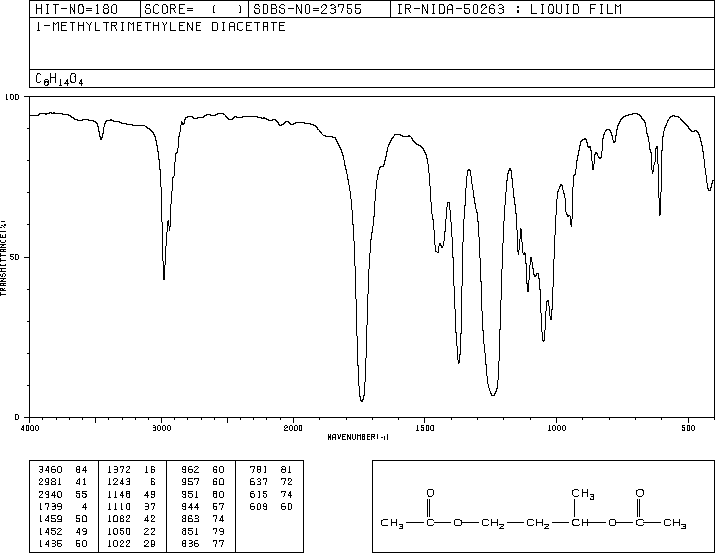 HIT-NO=180 SCORE= ( ) SDBS-NO=23755 IR-NIDA-50263 : LIQUID FILM
1-METHYLTRIMETHYLENE DIACETATE
C8H14O4
100
50
0
TRANSMITTANCE(%)
4000 3000 2000 1500 1000 500
WAVENUMBER(-1)
3460 84 1372 16 962 60 781 81
2981 41 1243 6 957 60 637 72
2940 55 1148 49 951 80 615 74
1739 4 1110 37 944 57 609 60
1459 50 1082 42 863 74
1452 49 1050 22 851 79
1436 50 1022 29 836 77
O CH3 O
CH3 C O CH2 CH2 CH O C CH3